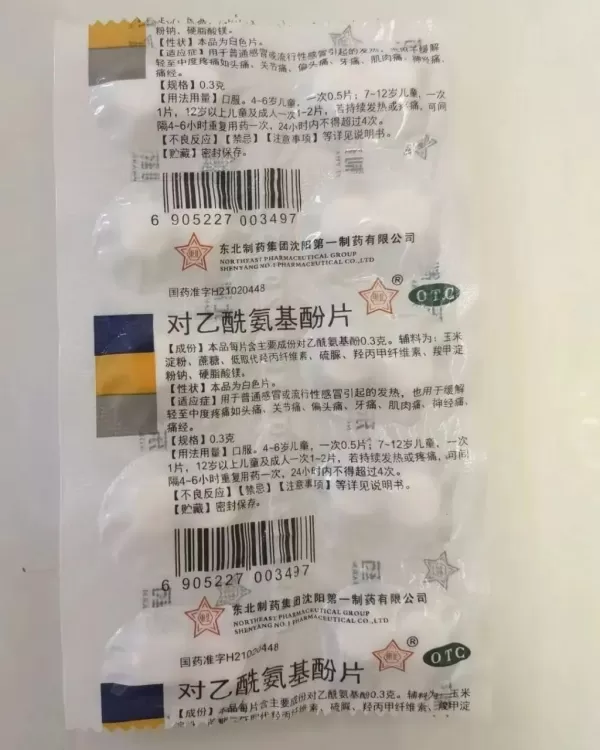 粉钠、硬脂酸镁。
【性状】本品为白色片。
【适应症】用于普通感冒或流行性感冒引起的发热，也用于缓解
轻至中度疼痛如头痛、关节痛、偏头痛、牙痛、肌肉痛、神经痛、
痛经。
【规格】0.3克
【用法用量】口服。4-6岁儿童，一次0.5片；7-12岁儿童，一次
1片，12岁以上儿童及成人一次1-2片，若持续发热或疼痛，可间
隔4-6小时重复用药一次，24小时内不得超过4次。
【不良反应】【禁忌】【注意事项】等详见说明书。
【贮藏】密封保存。
6 905227 003497
东北制药集团沈阳第一制药有限公司
NORTHEAST PHARMACEUTICAL GROUP
SHENYANG NO.1 PHARMACEUTICAL CO.,LTD
国药准字H21020448
®
OTC
对乙酰氨基酚片
【成份】本品每片含主要成份对乙酰氨基酚0.3克。辅料为：玉米
淀粉、蔗糖、低取代羟丙纤维素、硫脲、羟丙甲纤维素、羧甲淀
粉钠、硬脂酸镁。
【性状】本品为白色片。
【适应症】用于普通感冒或流行性感冒引起的发热，也用于缓解
轻至中度疼痛如头痛、关节痛、偏头痛、牙痛、肌肉痛、神经痛、
痛经。
【规格】0.3克
【用法用量】口服。4-6岁儿童，一次0.5片；7-12岁儿童，一次
1片，12岁以上儿童及成人一次1-2片，若持续发热或疼痛，可间
隔4-6小时重复用药一次，24小时内不得超过4次。
【不良反应】【禁忌】【注意事项】等详见说明书。
【贮藏】密封保存。
6 905227 003497
东北制药集团沈阳第一制药有限公司
NORTHEAST PHARMACEUTICAL GROUP
SHENYANG NO.1 PHARMACEUTICAL CO.,LTD
国药准字H21020448
®
OTC
对乙酰氨基酚片
【成份】本品每片含主要成份对乙酰氨基酚0.3克。辅料为：玉米
硫脲、羟丙甲纤维素、羧甲淀